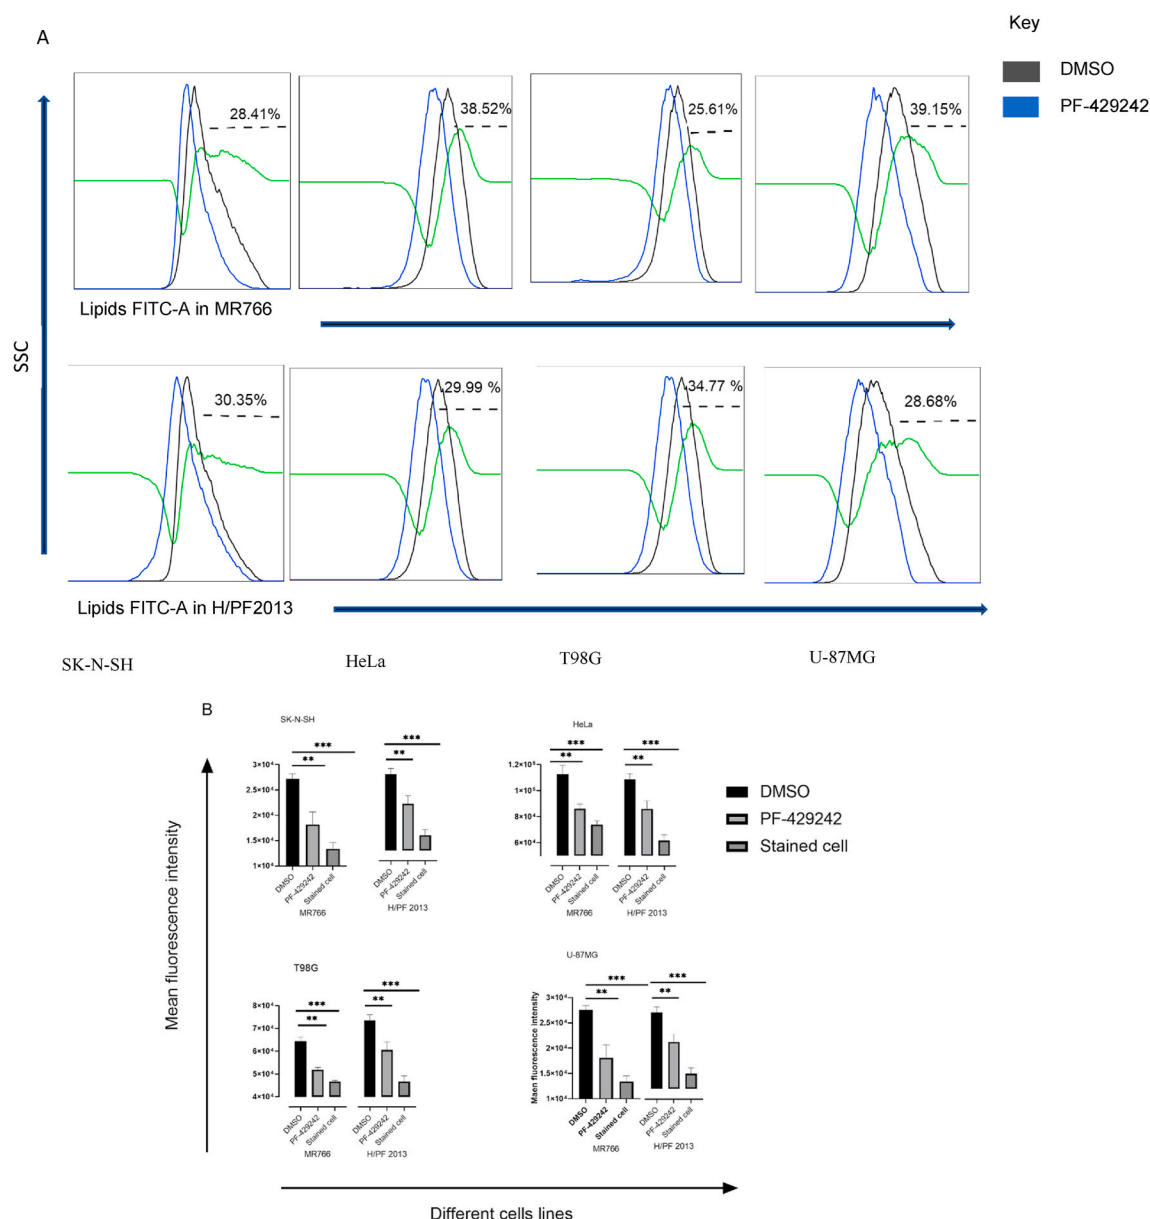 Key
A
DMSO
PF-429242
28.41%
38.52%
25.61%
39.15%
Lipids FITC-A in MR766
SSC
30.35%
29.99 %
34.77 %
28.68%
Lipids FITC-A in H/PF2013
SK-N-SH
HeLa
T98G
U-87MG
B
Mean fluorescence intensity
SK-N-SH
*** ***
** **
3×10⁴
2.5×10⁴
2×10⁴
1.5×10⁴
1×10⁴
DMSO PF-429242 Stained cell
MR766
DMSO PF-429242 Stained cell
H/PF 2013
HeLa
*** ***
** **
1.2×10⁵
1×10⁵
8×10⁴
6×10⁴
DMSO PF-429242 Stained cell
MR766
DMSO PF-429242 Stained cell
H/PF 2013
DMSO
PF-429242
Stained cell
T98G
*** ***
** **
8×10⁴
7×10⁴
6×10⁴
5×10⁴
4×10⁴
DMSO PF-429242 Stained cell
MR766
DMSO PF-429242 Stained cell
H/PF 2013
U-87MG
*** ***
** **
Maen fluorescence intensity
3×10⁴
2.5×10⁴
2×10⁴
1.5×10⁴
1×10⁴
DMSO PF-429242 Stained cell
MR766
DMSO PF-429242 Stained cell
H/PF 2013
Different cells lines